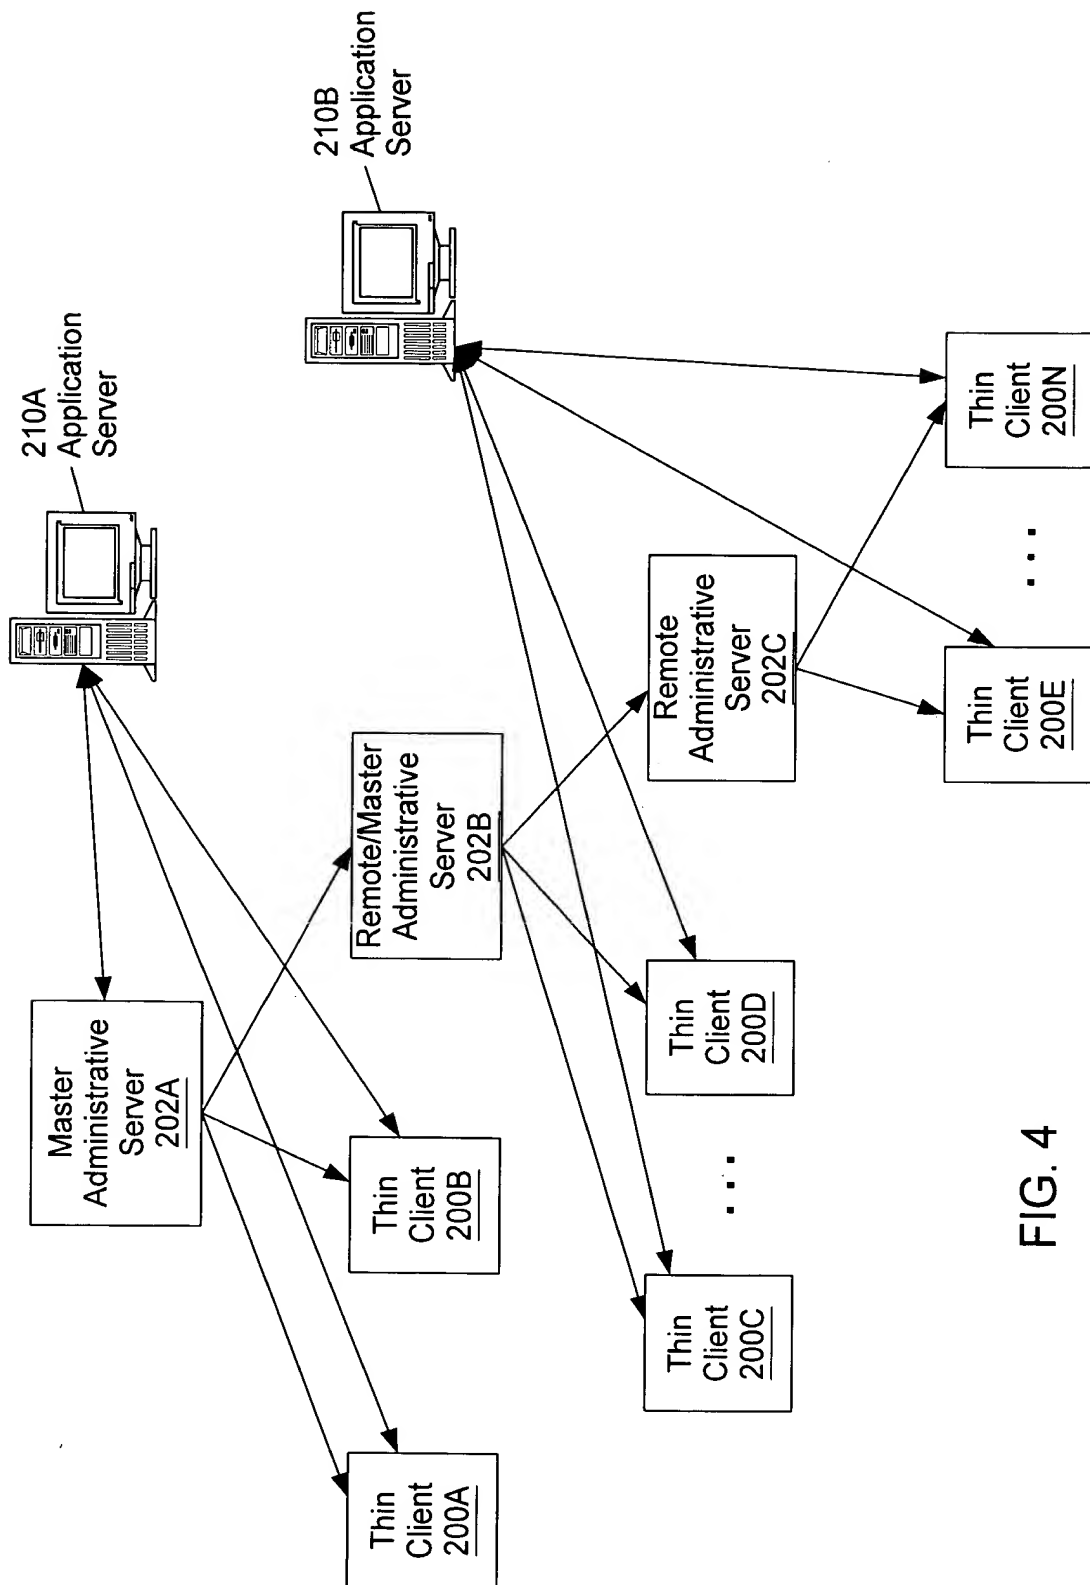 210A
Application
Server
Master
Administrative
Server
202A
210B
Application
Server
Thin
Client
200A
Thin
Client
200B
Remote/Master
Administrative
Server
202B
Thin
Client
200C
...
Thin
Client
200D
Remote
Administrative
Server
202C
Thin
Client
200E
...
Thin
Client
200N
FIG. 4